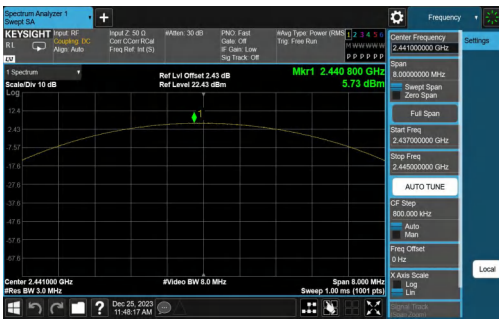 Spectrum Analyzer 1
Swept SA
Frequency
KEYSIGHT
RL
Input: RF
Coupling: DC
Align: Auto
Input Z: 50 Ω
Corr CCorr RCal
Freq Ref: Int (S)
#Atten: 30 dB
PNO: Fast
Gate: Off
IF Gain: Low
Sig Track: Off
#Avg Type: Power (RMS)
Trig: Free Run
1 2 3 4 5 6
M W W W W W
P P P P P P
1 Spectrum
Scale/Div 10 dB
Log
Ref Lvl Offset 2.43 dB
Ref Level 22.43 dBm
Mkr1 2.440 800 GHz
5.73 dBm
1
12.4
2.43
-7.57
-17.6
-27.6
-37.6
-47.6
-57.6
-67.6
Center 2.441000 GHz
#Res BW 3.0 MHz
#Video BW 8.0 MHz
Span 8.000 MHz
Sweep 1.00 ms (1001 pts)
Dec 25, 2023
11:48:17 AM
Center Frequency
2.441000000 GHz
Settings
Span
8.00000000 MHz
Swept Span
Zero Span
Full Span
Start Freq
2.437000000 GHz
Stop Freq
2.445000000 GHz
AUTO TUNE
CF Step
800.000 kHz
Auto
Man
Freq Offset
0 Hz
X Axis Scale
Log
Lin
Local
Signal Track